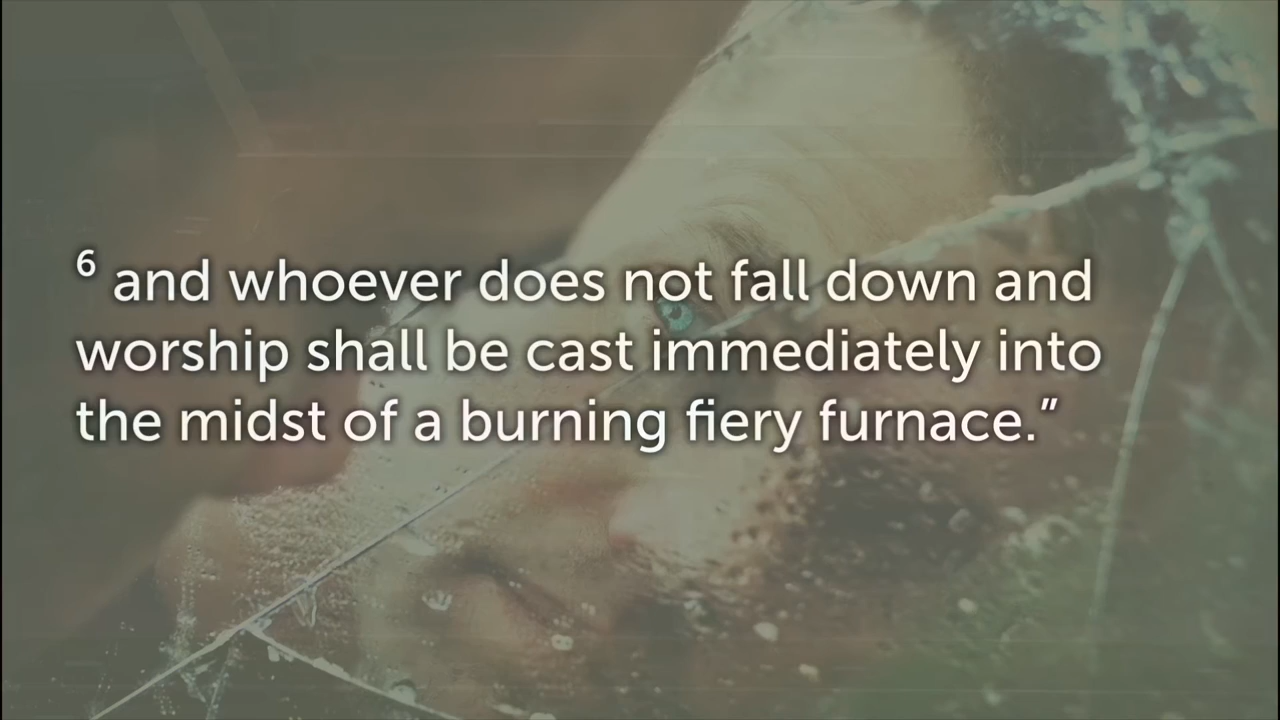 6 and whoever does not fall down and
worship shall be cast immediately into
the midst of a burning fiery furnace.”